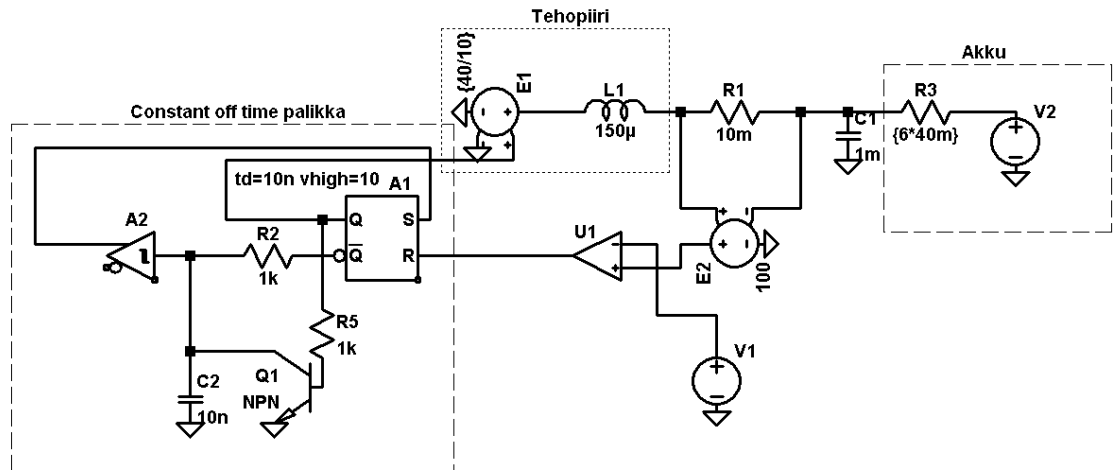 Tehopiiri
Akku
{40/10}
E1
L1
150µ
R1
10m
C1
1m
R3
{6*40m}
V2
Constant off time palikka
td=10n vhigh=10
A1
Q
S
Q
R
A2
R2
1k
U1
E2
100
R5
1k
C2
10n
Q1
NPN
V1